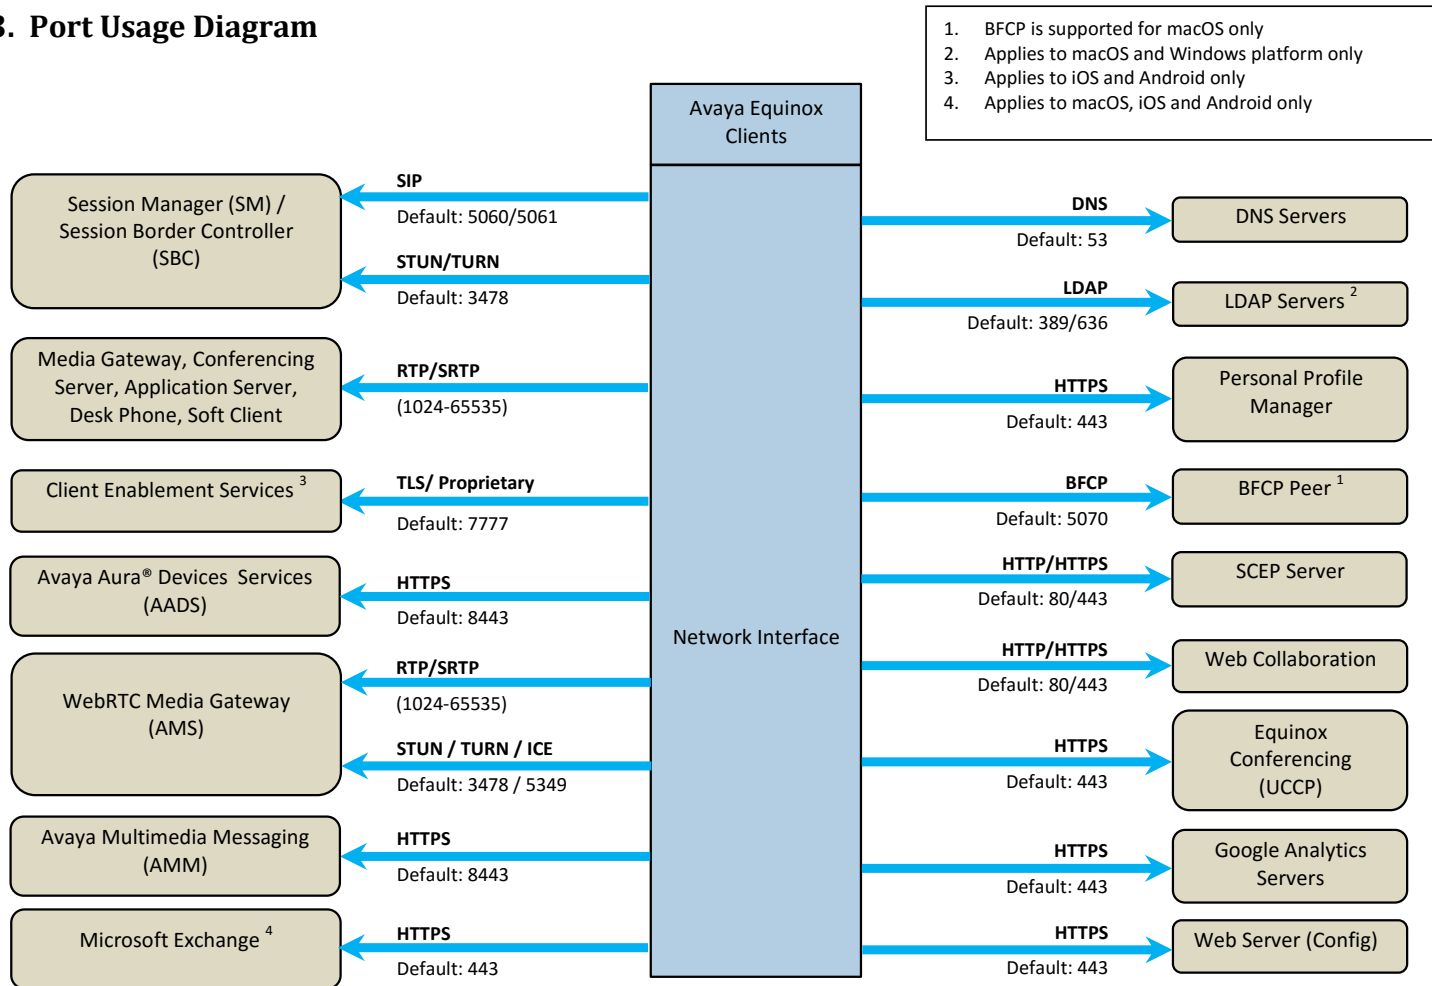 3. Port Usage Diagram
1. BFCP is supported for macOS only
2. Applies to macOS and Windows platform only
3. Applies to iOS and Android only
4. Applies to macOS, iOS and Android only
Avaya Equinox
Clients
Network Interface
Session Manager (SM) /
Session Border Controller
(SBC)
SIP
Default: 5060/5061
STUN/TURN
Default: 3478
Media Gateway, Conferencing
Server, Application Server,
Desk Phone, Soft Client
RTP/SRTP
(1024-65535)
Client Enablement Services 3
TLS/ Proprietary
Default: 7777
Avaya Aura® Devices Services
(AADS)
HTTPS
Default: 8443
WebRTC Media Gateway
(AMS)
RTP/SRTP
(1024-65535)
STUN / TURN / ICE
Default: 3478 / 5349
Avaya Multimedia Messaging
(AMM)
HTTPS
Default: 8443
Microsoft Exchange 4
HTTPS
Default: 443
DNS
Default: 53
DNS Servers
LDAP
Default: 389/636
LDAP Servers 2
HTTPS
Default: 443
Personal Profile
Manager
BFCP
Default: 5070
BFCP Peer 1
HTTP/HTTPS
Default: 80/443
SCEP Server
HTTP/HTTPS
Default: 80/443
Web Collaboration
HTTPS
Default: 443
Equinox
Conferencing
(UCCP)
HTTPS
Default: 443
Google Analytics
Servers
HTTPS
Default: 443
Web Server (Config)